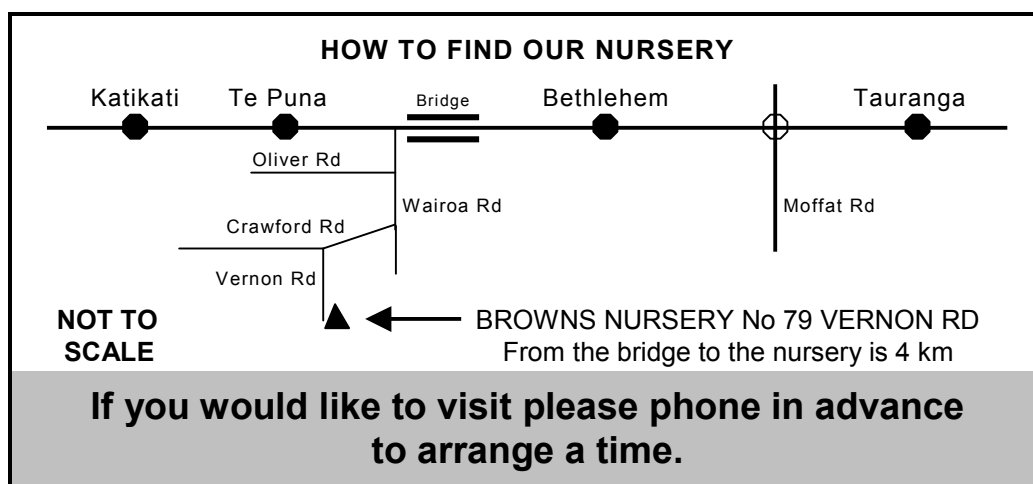 HOW TO FIND OUR NURSERY
Katikati Te Puna Bridge Bethlehem Tauranga
Oliver Rd
Wairoa Rd Moffat Rd
Crawford Rd
Vernon Rd
NOT TO
SCALE
BROWNS NURSERY No 79 VERNON RD
From the bridge to the nursery is 4 km
If you would like to visit please phone in advance
to arrange a time.